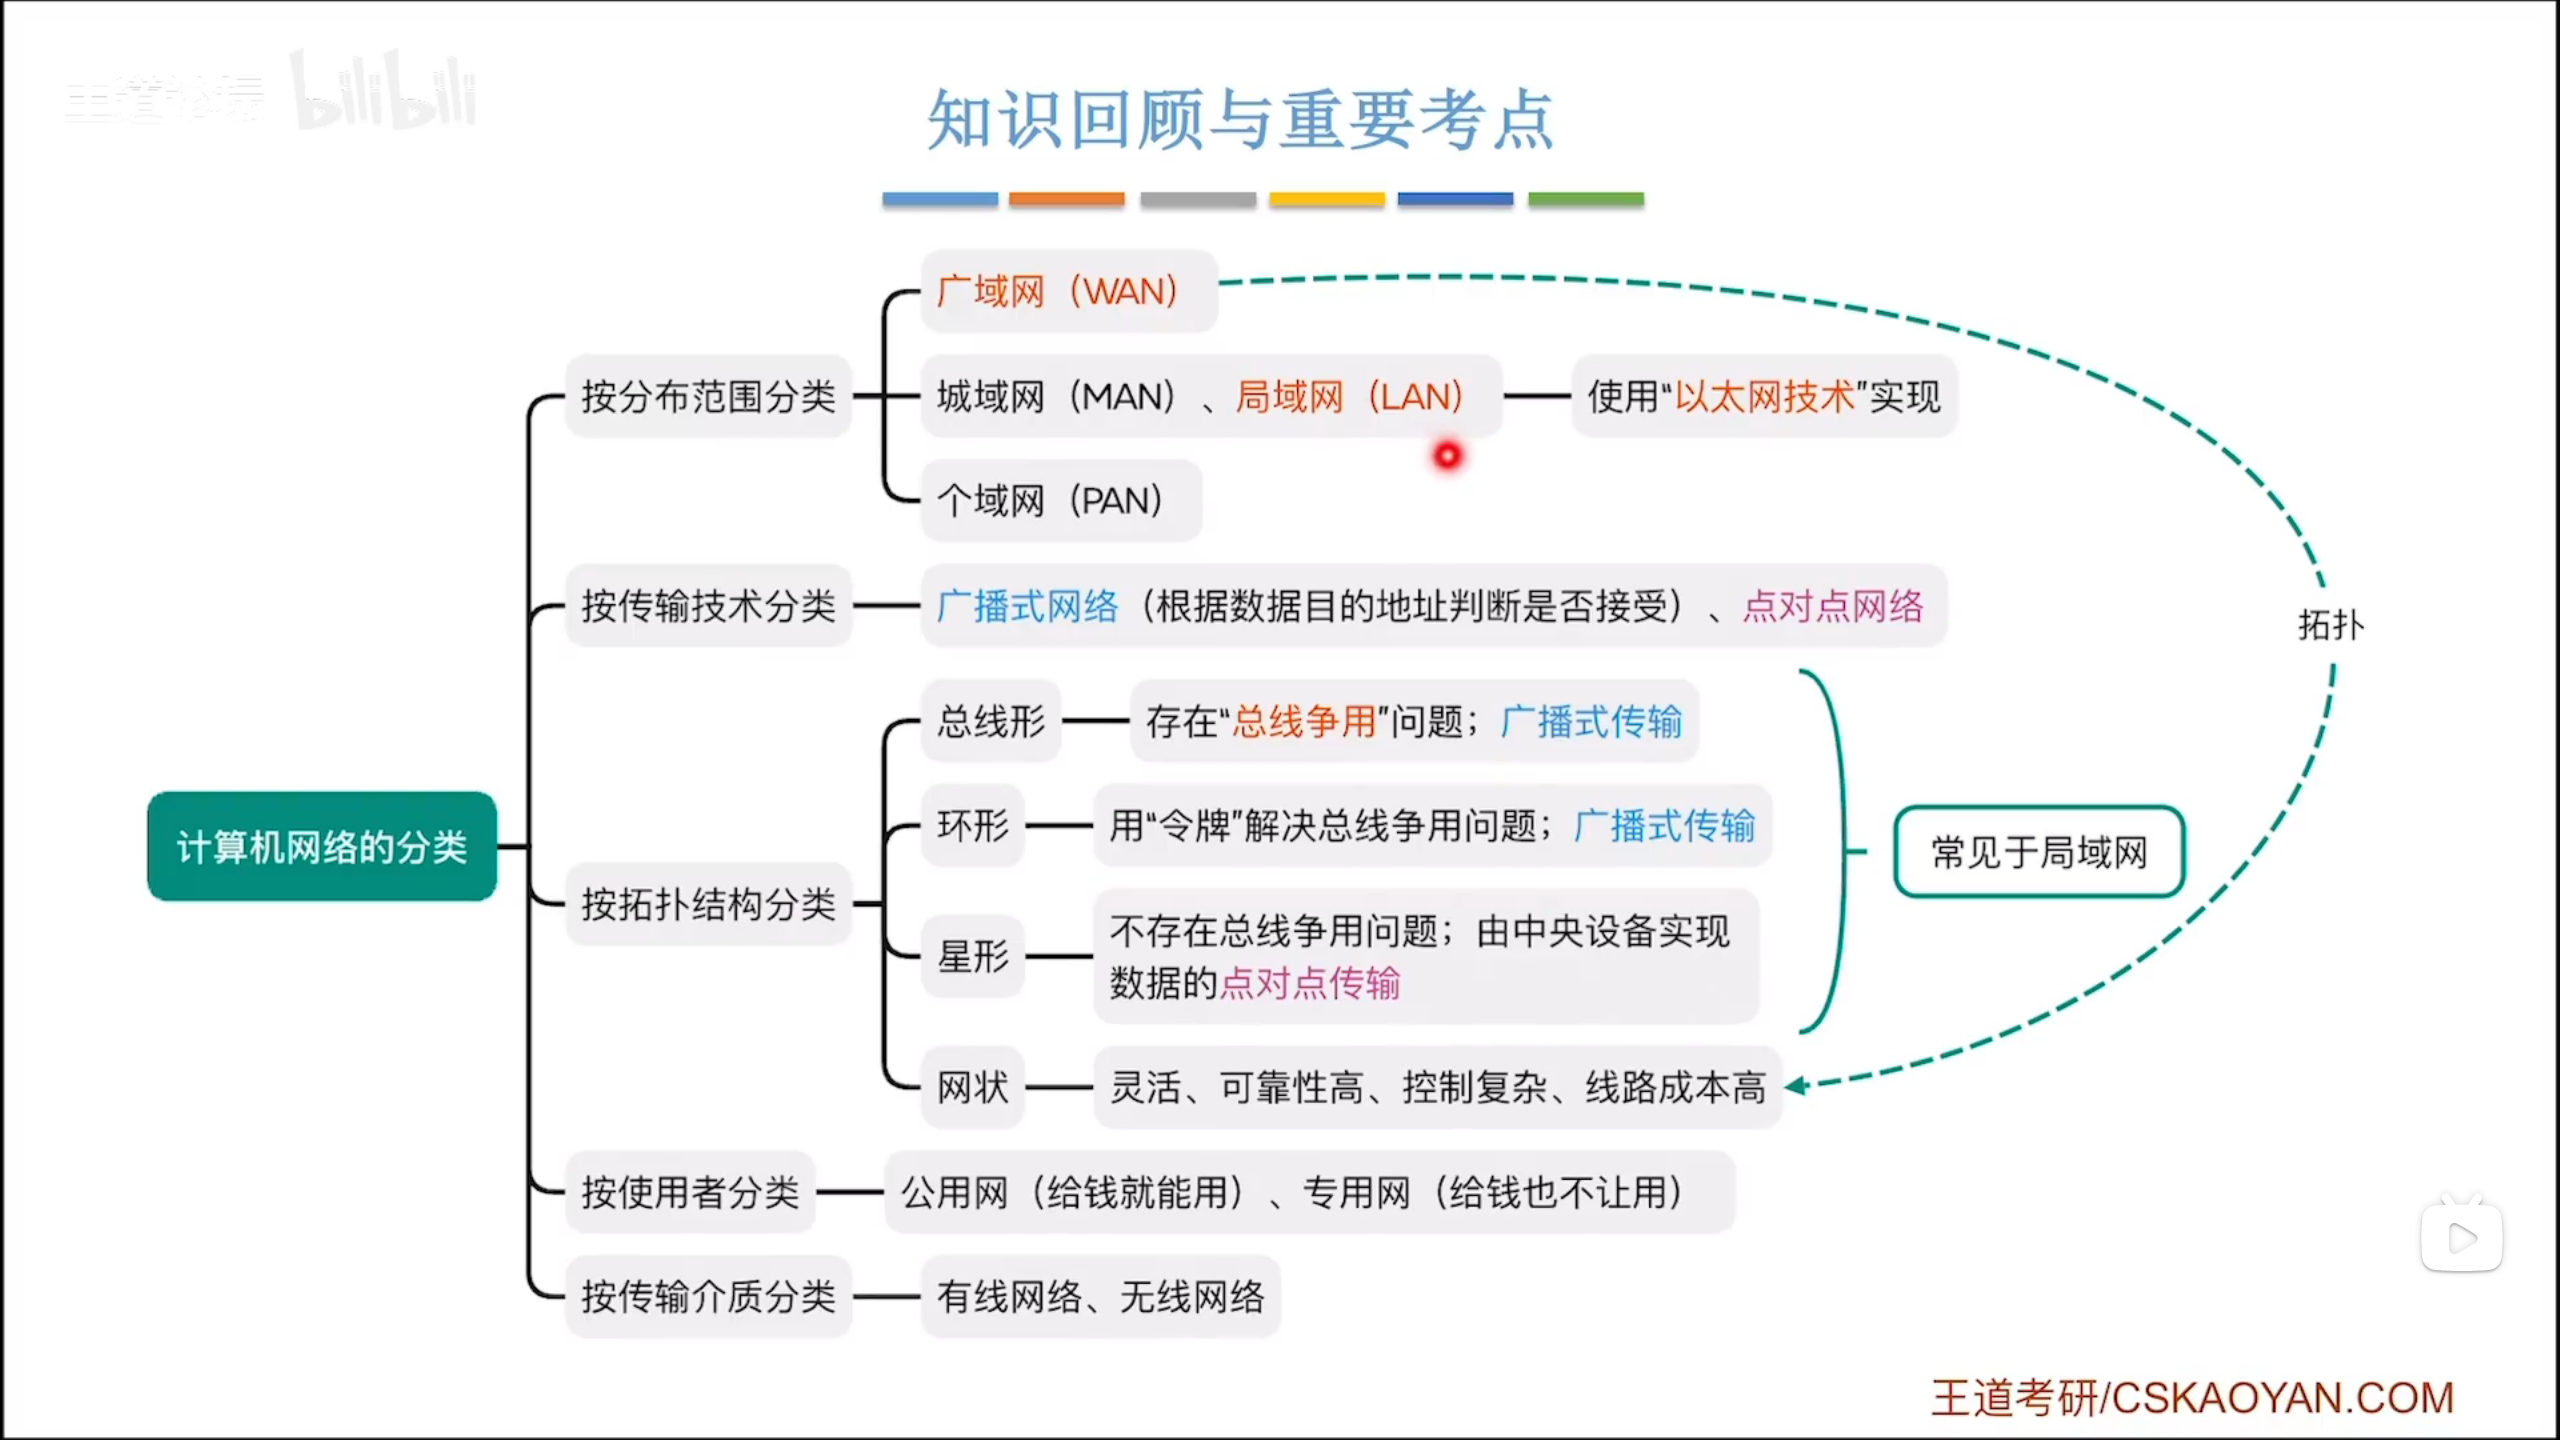 王道论坛 bilibili
知识回顾与重要考点
计算机网络的分类
按分布范围分类
广域网（WAN）
城域网（MAN）、局域网（LAN）
使用“以太网技术”实现
个域网（PAN）
按传输技术分类
广播式网络（根据数据目的地址判断是否接受）、点对点网络
按拓扑结构分类
总线形
存在“总线争用”问题；广播式传输
环形
用“令牌”解决总线争用问题；广播式传输
星形
不存在总线争用问题；由中央设备实现
数据的点对点传输
网状
灵活、可靠性高、控制复杂、线路成本高
常见于局域网
拓扑
按使用者分类
公用网（给钱就能用）、专用网（给钱也不让用）
按传输介质分类
有线网络、无线网络
王道考研/CSKAOYAN.COM